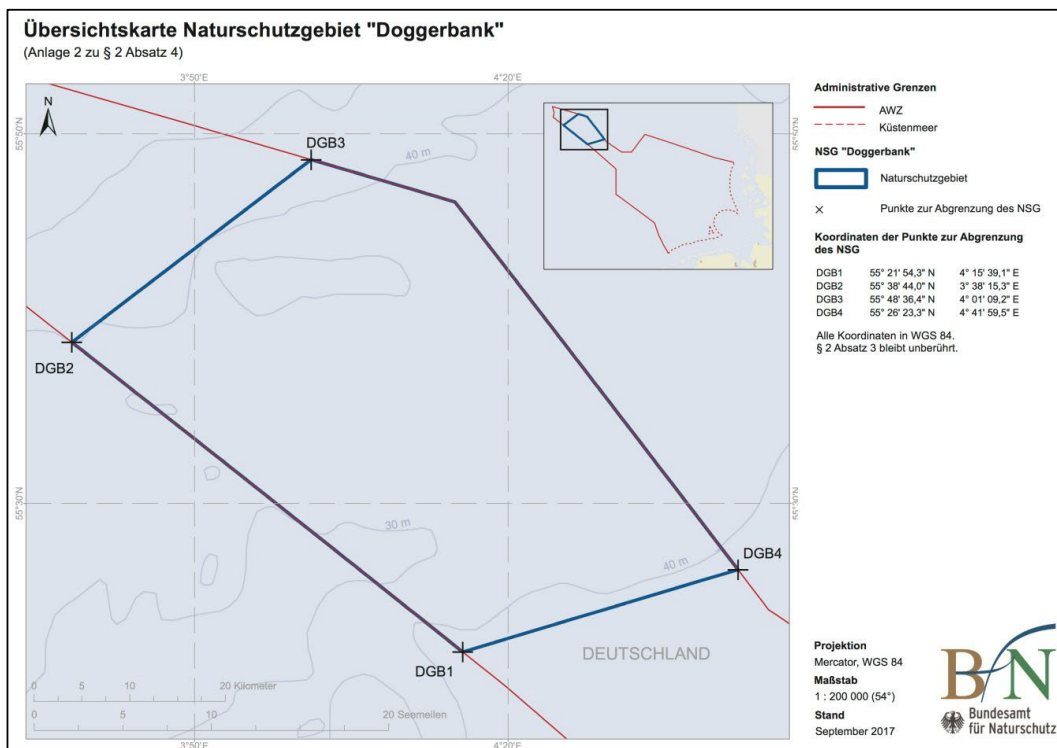 Übersichtskarte Naturschutzgebiet "Doggerbank"
(Anlage 2 zu § 2 Absatz 4)
3°50'E
4°20'E
N
55°50'N
55°50'N
DGB3
40 m
DGB2
55°30'N
55°30'N
30 m
40 m
DGB4
DGB1
DEUTSCHLAND
0 5 10 20 Kilometer
0 5 10 20 Seemeilen
3°50'E
4°20'E
Administrative Grenzen
AWZ
Küstenmeer
NSG "Doggerbank"
Naturschutzgebiet
Punkte zur Abgrenzung des NSG
Koordinaten der Punkte zur Abgrenzung
des NSG
DGB1 55° 21' 54,3" N 4° 15' 39,1" E
DGB2 55° 38' 44,0" N 3° 38' 15,3" E
DGB3 55° 48' 36,4" N 4° 01' 09,2" E
DGB4 55° 26' 23,3" N 4° 41' 59,5" E
Alle Koordinaten in WGS 84.
§ 2 Absatz 3 bleibt unberührt.
Projektion
Mercator, WGS 84
Maßstab
1 : 200 000 (54°)
Stand
September 2017
BfN
Bundesamt
für Naturschutz